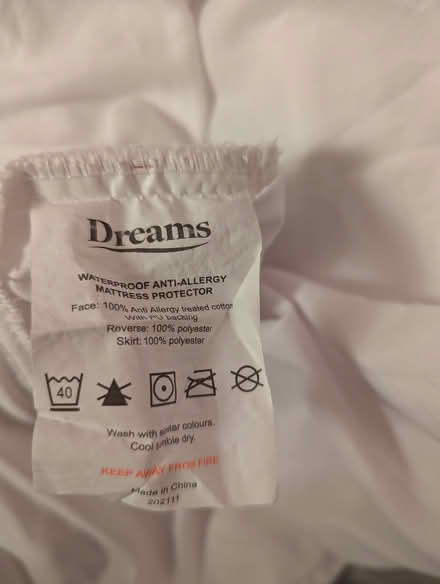 Dreams
WATERPROOF ANTI-ALLERGY
MATTRESS PROTECTOR
Face: 100% Anti Allergy treated cotton
With PU backing
Reverse: 100% polyester
Skirt: 100% polyester
40
Wash with similar colours.
Cool tumble dry.
KEEP AWAY FROM FIRE
Made in China
202111